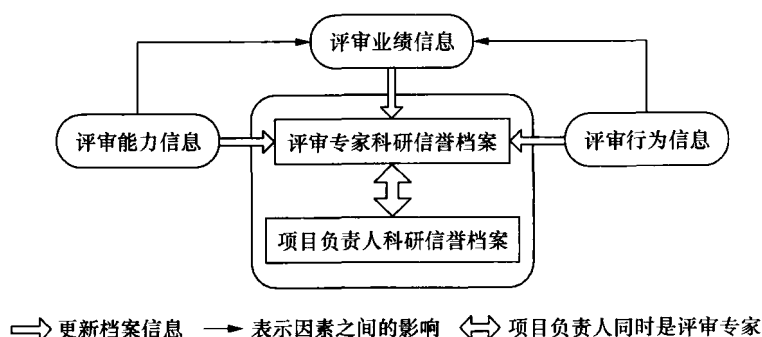 评审业绩信息
评审能力信息
评审专家科研信誉档案
评审行为信息
项目负责人科研信誉档案
更新档案信息 表示因素之间的影响 项目负责人同时是评审专家